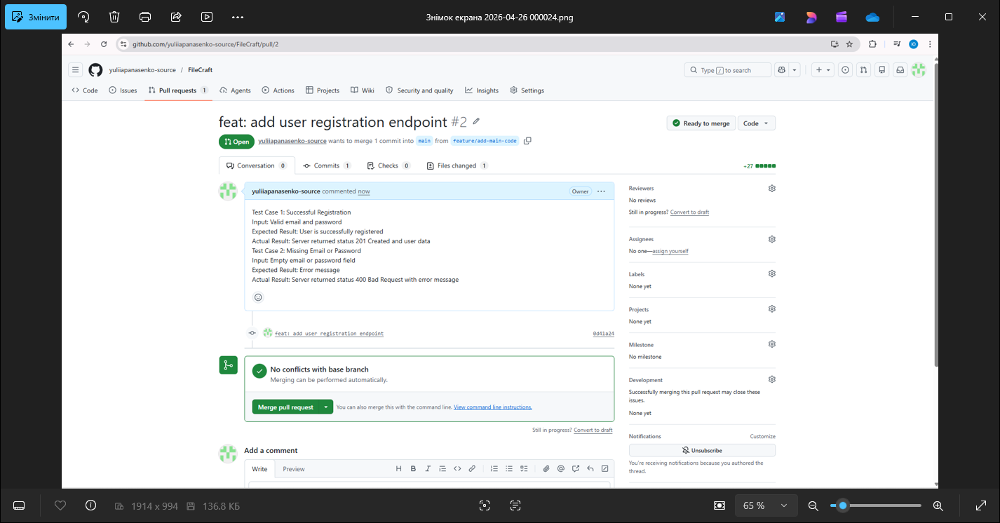 Змінити
Знімок екрана 2026-04-26 000024.png
github.com/yuliiapanasenko-source/FileCraft/pull/2
yuliiapanasenko-source / FileCraft
Type / to search
Code
Issues
Pull requests 1
Agents
Actions
Projects
Wiki
Security and quality
Insights
Settings
feat: add user registration endpoint #2
Ready to merge
Code
Open
yuliiapanasenko-source wants to merge 1 commit into main from feature/add-main-code
Conversation 0
Commits 1
Checks 0
Files changed 1
+27
yuliiapanasenko-source commented now
Owner
Test Case 1: Successful Registration
Input: Valid email and password
Expected Result: User is successfully registered
Actual Result: Server returned status 201 Created and user data
Test Case 2: Missing Email or Password
Input: Empty email or password field
Expected Result: Error message
Actual Result: Server returned status 400 Bad Request with error message
feat: add user registration endpoint
0d41a24
No conflicts with base branch
Merging can be performed automatically.
Merge pull request
You can also merge this with the command line. View command line instructions.
Still in progress? Convert to draft
Add a comment
Write
Preview
Reviewers
No reviews
Still in progress? Convert to draft
Assignees
No one—assign yourself
Labels
None yet
Projects
None yet
Milestone
No milestone
Development
Successfully merging this pull request may close these
issues.
None yet
Notifications
Customize
Unsubscribe
You're receiving notifications because you authored the
thread.
1914 x 994
136.8 КБ
65 %